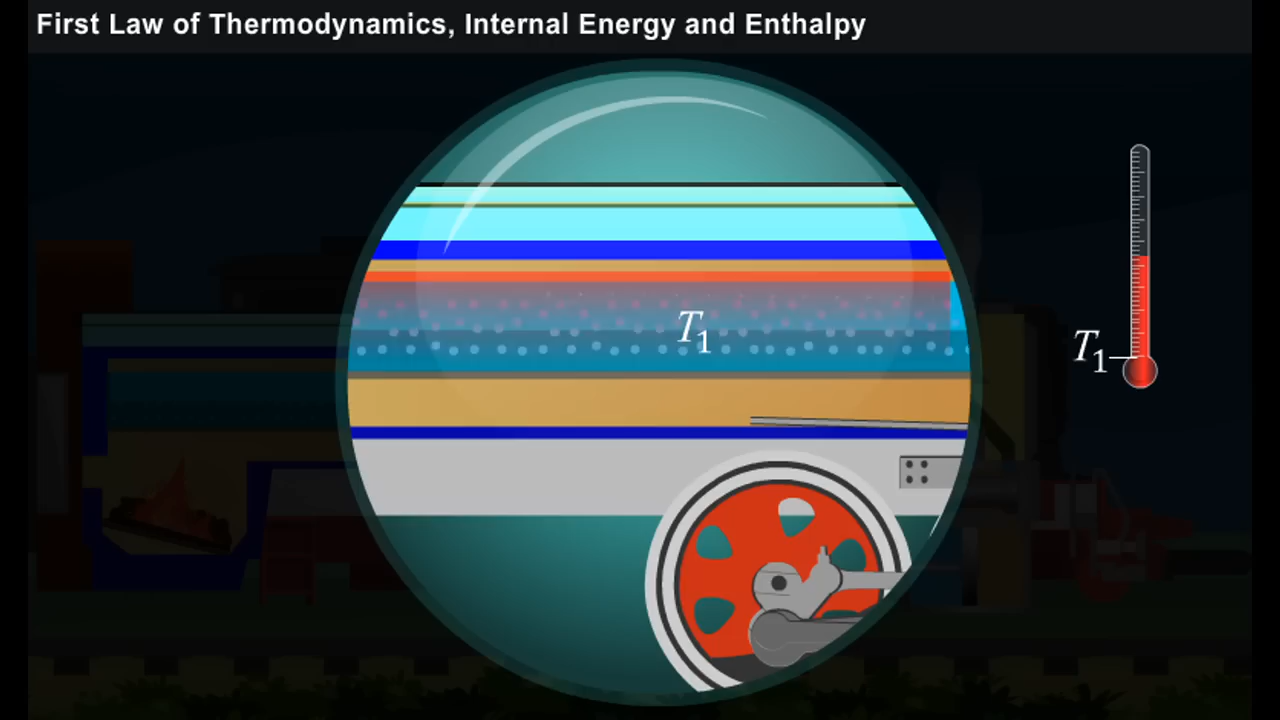 First Law of Thermodynamics, Internal Energy and Enthalpy
T₁
T₁